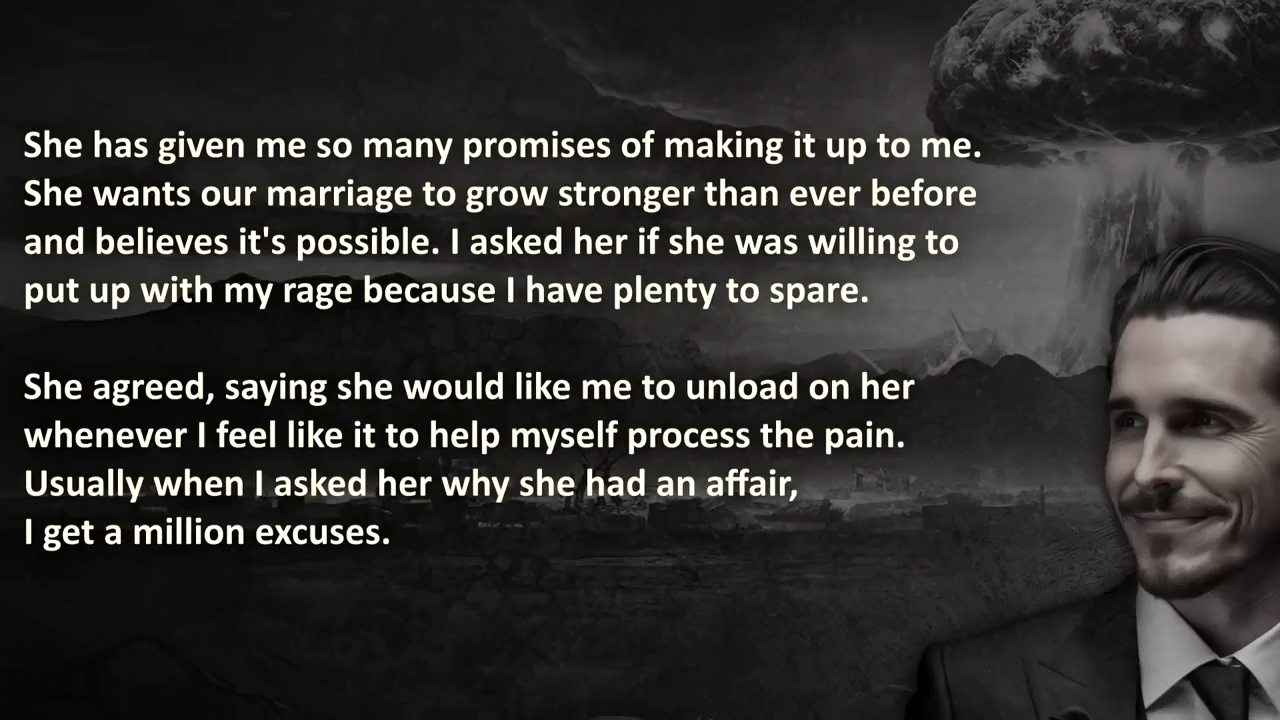 She has given me so many promises of making it up to me.
She wants our marriage to grow stronger than ever before
and believes it's possible. I asked her if she was willing to
put up with my rage because I have plenty to spare.
She agreed, saying she would like me to unload on her
whenever I feel like it to help myself process the pain.
Usually when I asked her why she had an affair,
I get a million excuses.